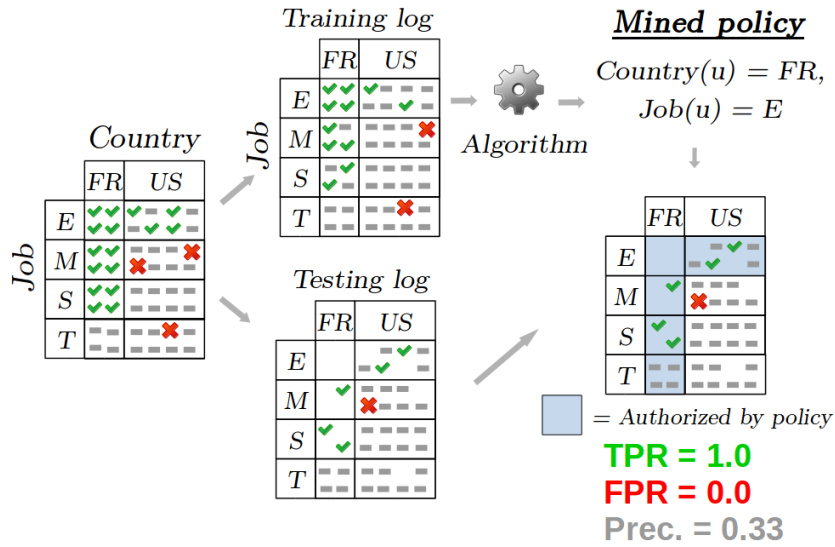 Training log
FR US
Job
E
M
S
T
Algorithm
Mined policy
Country(u) = FR,
Job(u) = E
Country
FR US
Job
E
M
S
T
Testing log
FR US
E
M
S
T
FR US
E
M
S
T
= Authorized by policy
TPR = 1.0
FPR = 0.0
Prec. = 0.33